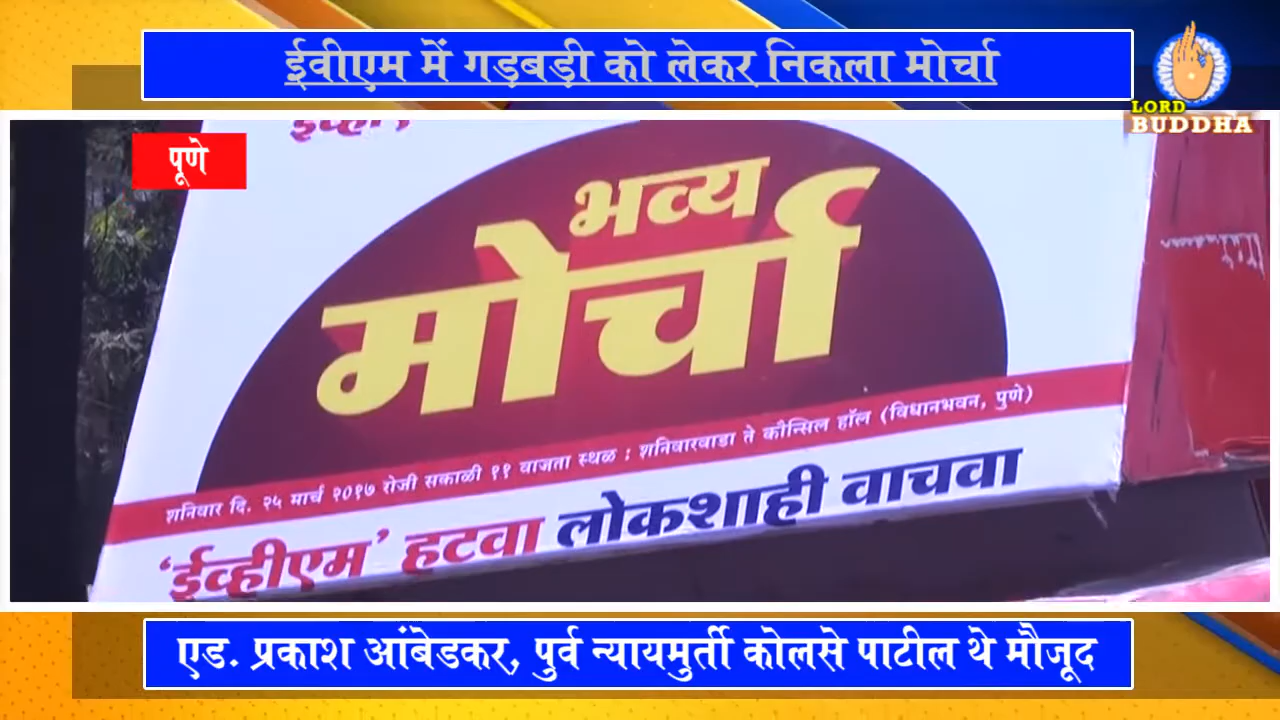 ईवीएम में गड़बड़ी को लेकर निकला मोर्चा
LORD
BUDDHA
पूणे
भव्य
मोर्चा
शनिवार दि. २५ मार्च २०१७ रोजी सकाळी ११ वाजता स्थळ : शनिवारवाडा ते कौन्सिल हॉल (विधानभवन, पुणे)
‘ईव्हीएम’ हटवा लोकशाही वाचवा
एड. प्रकाश आंबेडकर, पुर्व न्यायमुर्ती कोलसे पाटील थे मौजूद